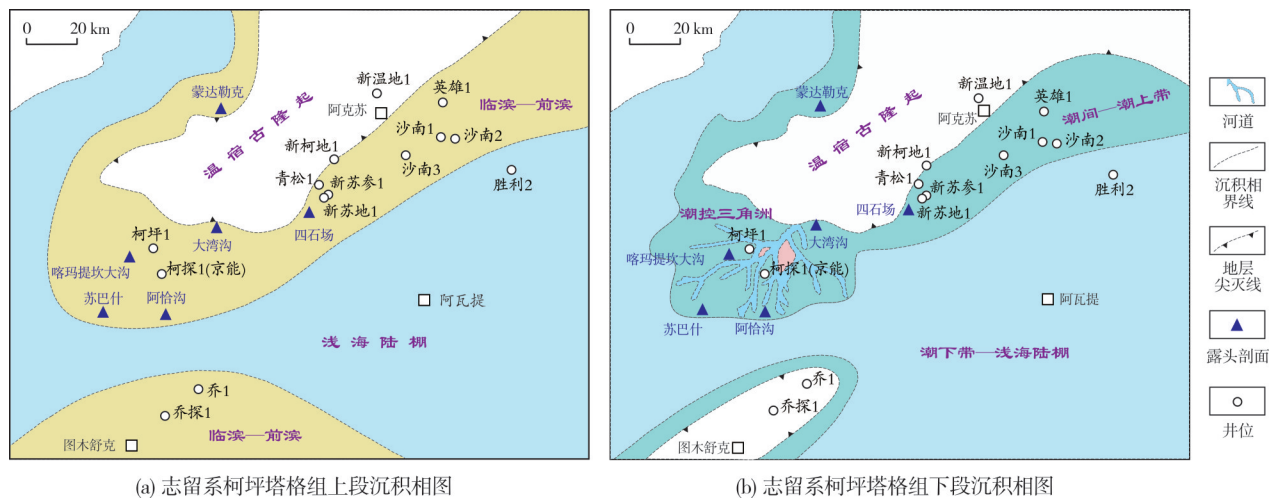 0 20 km
新温地1
英雄1
蒙达勒克
阿克苏
临滨—前滨
温宿古隆起
沙南1
沙南2
新柯地1
沙南3
胜利2
青松1
新苏参1
新苏地1
四石场
柯坪1
大湾沟
喀玛提坎大沟
柯探1(京能)
苏巴什
阿恰沟
阿瓦提
浅海陆棚
乔1
乔探1
临滨—前滨
图木舒克
(a) 志留系柯坪塔格组上段沉积相图
0 20 km
新温地1
英雄1
蒙达勒克
阿克苏
潮间—潮上带
温宿古隆起
沙南1
沙南2
新柯地1
沙南3
胜利2
青松1
新苏参1
新苏地1
四石场
潮控三角洲
柯坪1
大湾沟
喀玛提坎大沟
柯探1(京能)
苏巴什
阿恰沟
阿瓦提
潮下带—浅海陆棚
乔1
乔探1
图木舒克
(b) 志留系柯坪塔格组下段沉积相图
河道
沉积相
界线
地层
尖灭线
露头剖面
井位